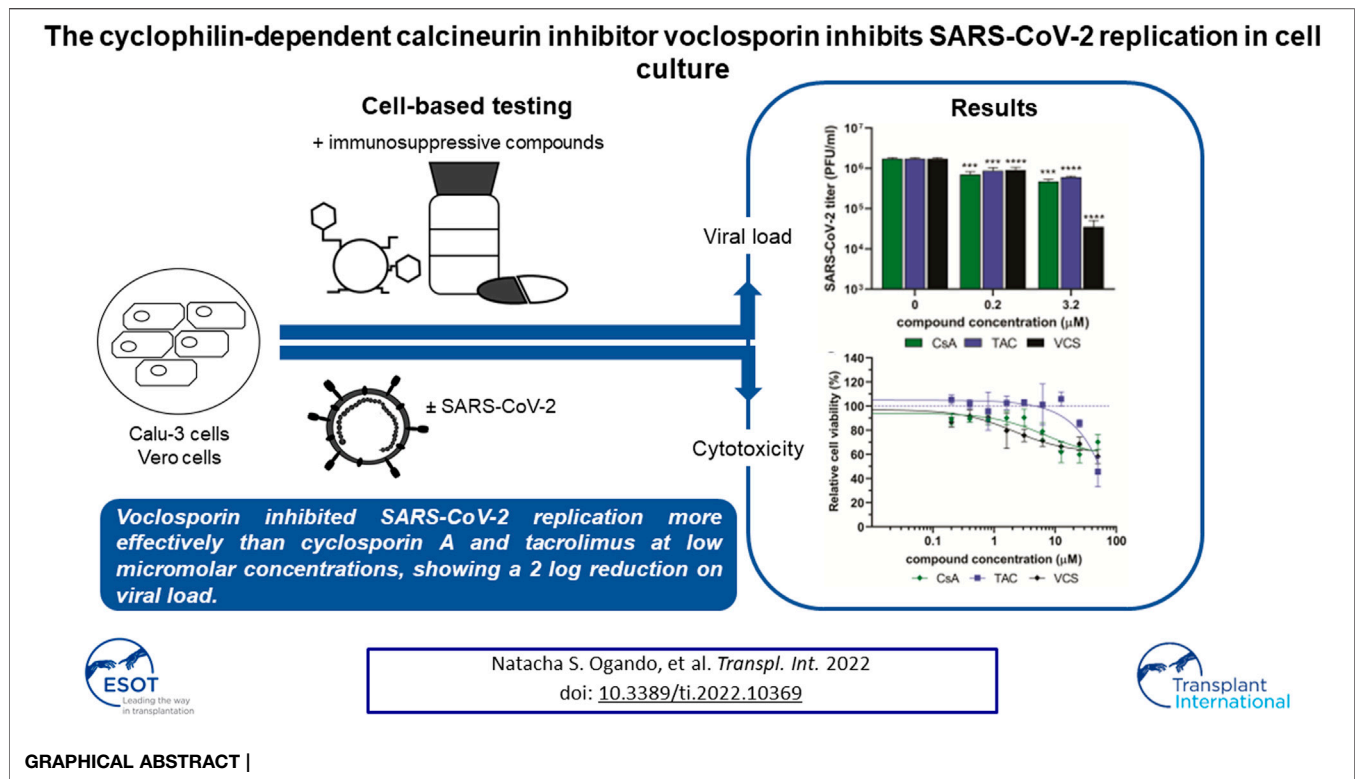 The cyclophilin-dependent calcineurin inhibitor voclosporin inhibits SARS-CoV-2 replication in cell
culture
Cell-based testing
+ immunosuppressive compounds
Calu-3 cells
Vero cells
± SARS-CoV-2
Viral load
Cytotoxicity
Results
SARS-CoV-2 titer (PFU/ml)
10⁷
10⁶
10⁵
10⁴
10³
*** *** ****
*** ****
****
0 0.2 3.2
compound concentration (μM)
CsA TAC VCS
Relative cell viability (%)
140
120
100
80
60
40
20
0
0.1 1 10 100
compound concentration (μM)
CsA TAC VCS
Voclosporin inhibited SARS-CoV-2 replication more
effectively than cyclosporin A and tacrolimus at low
micromolar concentrations, showing a 2 log reduction on
viral load.
ESOT
Leading the way
in transplantation
Natacha S. Ogando, et al. Transpl. Int. 2022
doi: 10.3389/ti.2022.10369
Transplant
International
GRAPHICAL ABSTRACT |